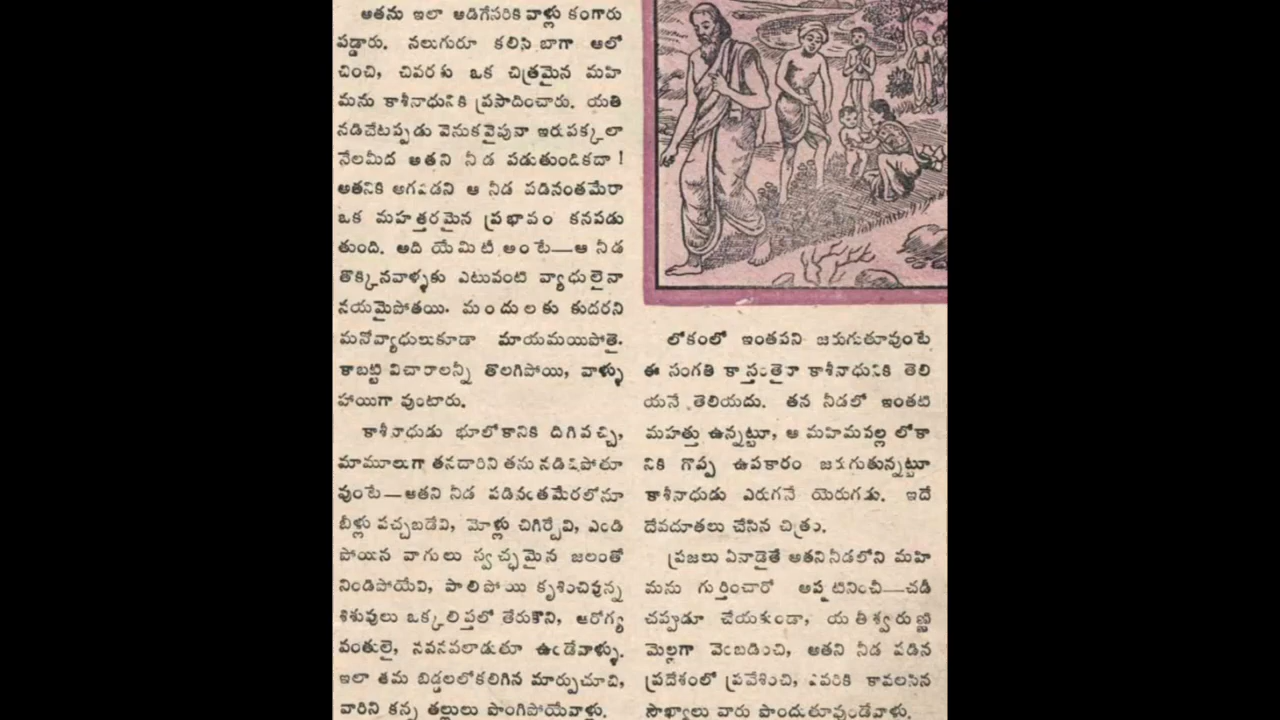 అతను ఇలా అడిగేసరికి వాళ్లు కంగారు
పడ్డారు. నలుగురూ కలిసి బాగా ఆలో
చించి, చివరకు ఒక చిత్రమైన మహి
మను కాశీనాధునికి ప్రసాదించారు. యతి
నడిచేటప్పడు వెనుకవైపునా ఇరుపక్కలా
నేలమీద అతని నీడ పడుతుండికదా !
అతనికి అగపడని ఆ నీడ పడినంతమేరా
ఒక మహత్తరమైన ప్రభావం కనపడు
తుంది. అది యేమిటి అంటే—ఆ నీడ
తొక్కినవాళ్ళకు ఎటువంటి వ్యాధులైనా
నయమైపోతయి. మందులకు కుదరని
మనోవ్యాధులుకూడా మాయమయిపోతై.
కాబట్టి విచారాలన్నీ తొలగిపోయి, వాళ్ళు
హాయిగా వుంటారు.
కాశీనాధుడు భూలోకానికి దిగివచ్చి,
మామూలుగా తనదారిని తను నడిచిపోతూ
వుంటే—అతని నీడ పడినంతమేరలోనూ
బీళ్లు పచ్చబడేవి, మోళ్లు చిగిర్చేవి, ఎండి
పోయిన వాగులు స్వచ్ఛమైన జలంతో
నిండిపోయేవి, పాలిపోయి కృశించివున్న
శిశువులు ఒక్కలిప్తలో తేరుకొని, ఆరోగ్య
వంతులై, నవనవలాడుతూ ఉండేవాళ్ళు.
ఇలా తమ బిడ్డలలోకలిగిన మార్పుచూచి,
వారిని కన్న తల్లులు పొంగిపోయేవాళ్లు.
లోకంలో ఇంతపని జరుగుతూవుంటే
ఈ సంగతి కాస్తంతైనా కాశీనాధునికి తెలి
యనే తెలియదు. తన నీడలో ఇంతటి
మహత్తు ఉన్నట్టూ, ఆ మహిమవల్ల లోకా
నికి గొప్ప ఉపకారం జరుగుతున్నట్టూ
కాశీనాధుడు ఎరుగనే యెరుగడు. ఇదే
దేవదూతలు చేసిన చిత్రం.
ప్రజలు ఏనాడైతే అతనినీడలోని మహి
మను గుర్తించారో అప్పటినించీ—చడీ
చప్పుడూ చేయకుండా, యతీశ్వరుణ్ణి
మెల్లగా వెంబడించి, అతని నీడ పడిన
ప్రదేశంలో ప్రవేశించి, ఎవరికి కావలసిన
సౌఖ్యాలు వారు పొందుతూవుండేవాళ్లు.